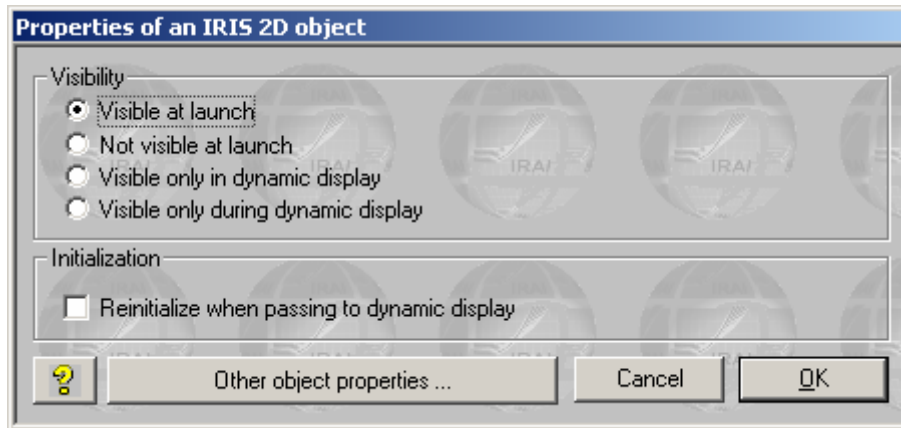 Properties of an IRIS 2D object
Visibility
Visible at launch
Not visible at launch
Visible only in dynamic display
Visible only during dynamic display
Initialization
Reinitialize when passing to dynamic display
?
Other object properties ...
Cancel
OK